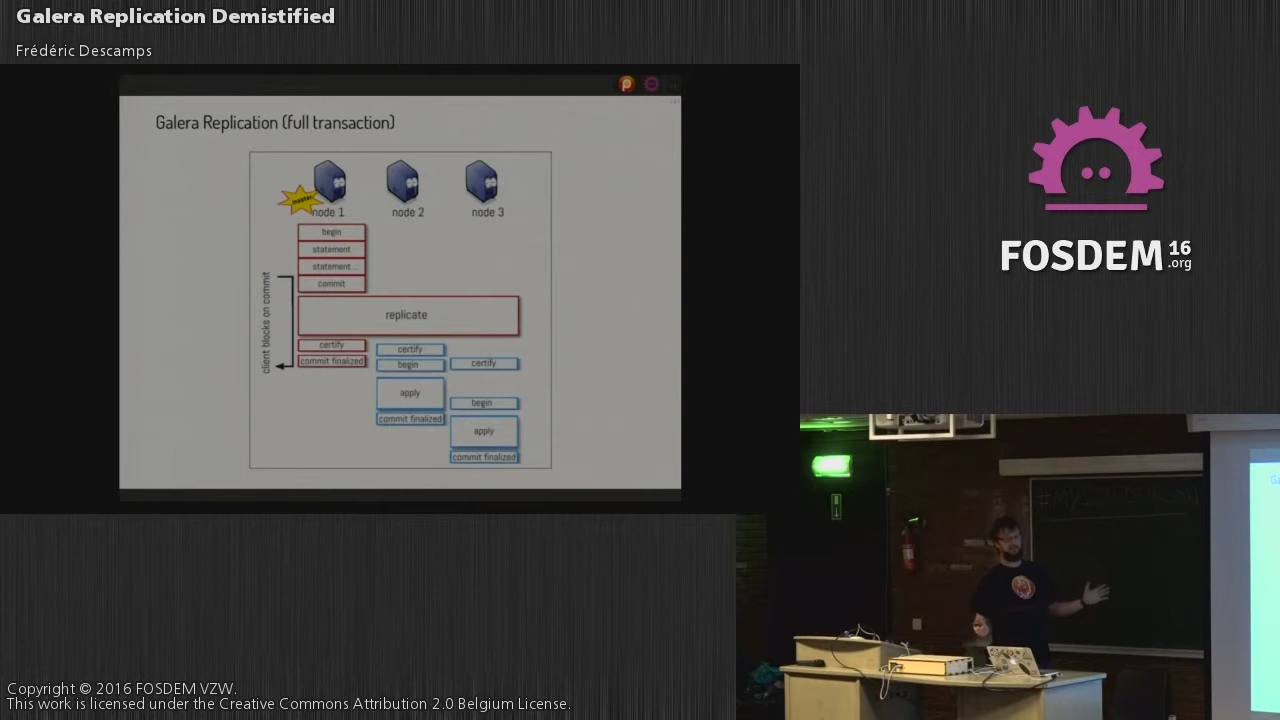 Galera Replication Demistified
Frédéric Descamps
Galera Replication (full transaction)
master
node 1
node 2
node 3
begin
statement
statement...
commit
client blocks on commit
replicate
certify
commit finalized
certify
begin
apply
commit finalized
certify
begin
apply
commit finalized
FOSDEM 16
.org
Copyright © 2016 FOSDEM VZW.
This work is licensed under the Creative Commons Attribution 2.0 Belgium License.